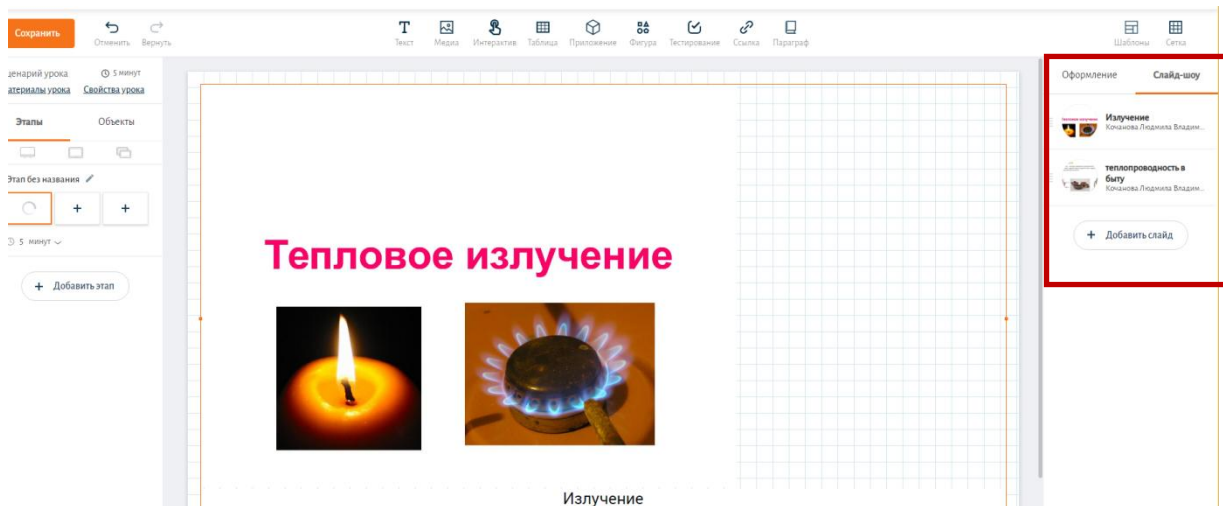 Сохранить
Отменить
Вернуть
Текст
Медиа
Интерактив
Таблица
Приложение
Фигура
Тестирование
Ссылка
Параграф
Шаблоны
Сетка
ценарий урока
5 минут
атериалы урока
Свойства урока
Этапы
Объекты
Этап без названия
+
+
5 минут
+ Добавить этап
Тепловое излучение
Излучение
Оформление
Слайд-шоу
Излучение
Кочанова Людмила Владим...
теплопроводность в
быту
Кочанова Людмила Владим...
+ Добавить слайд